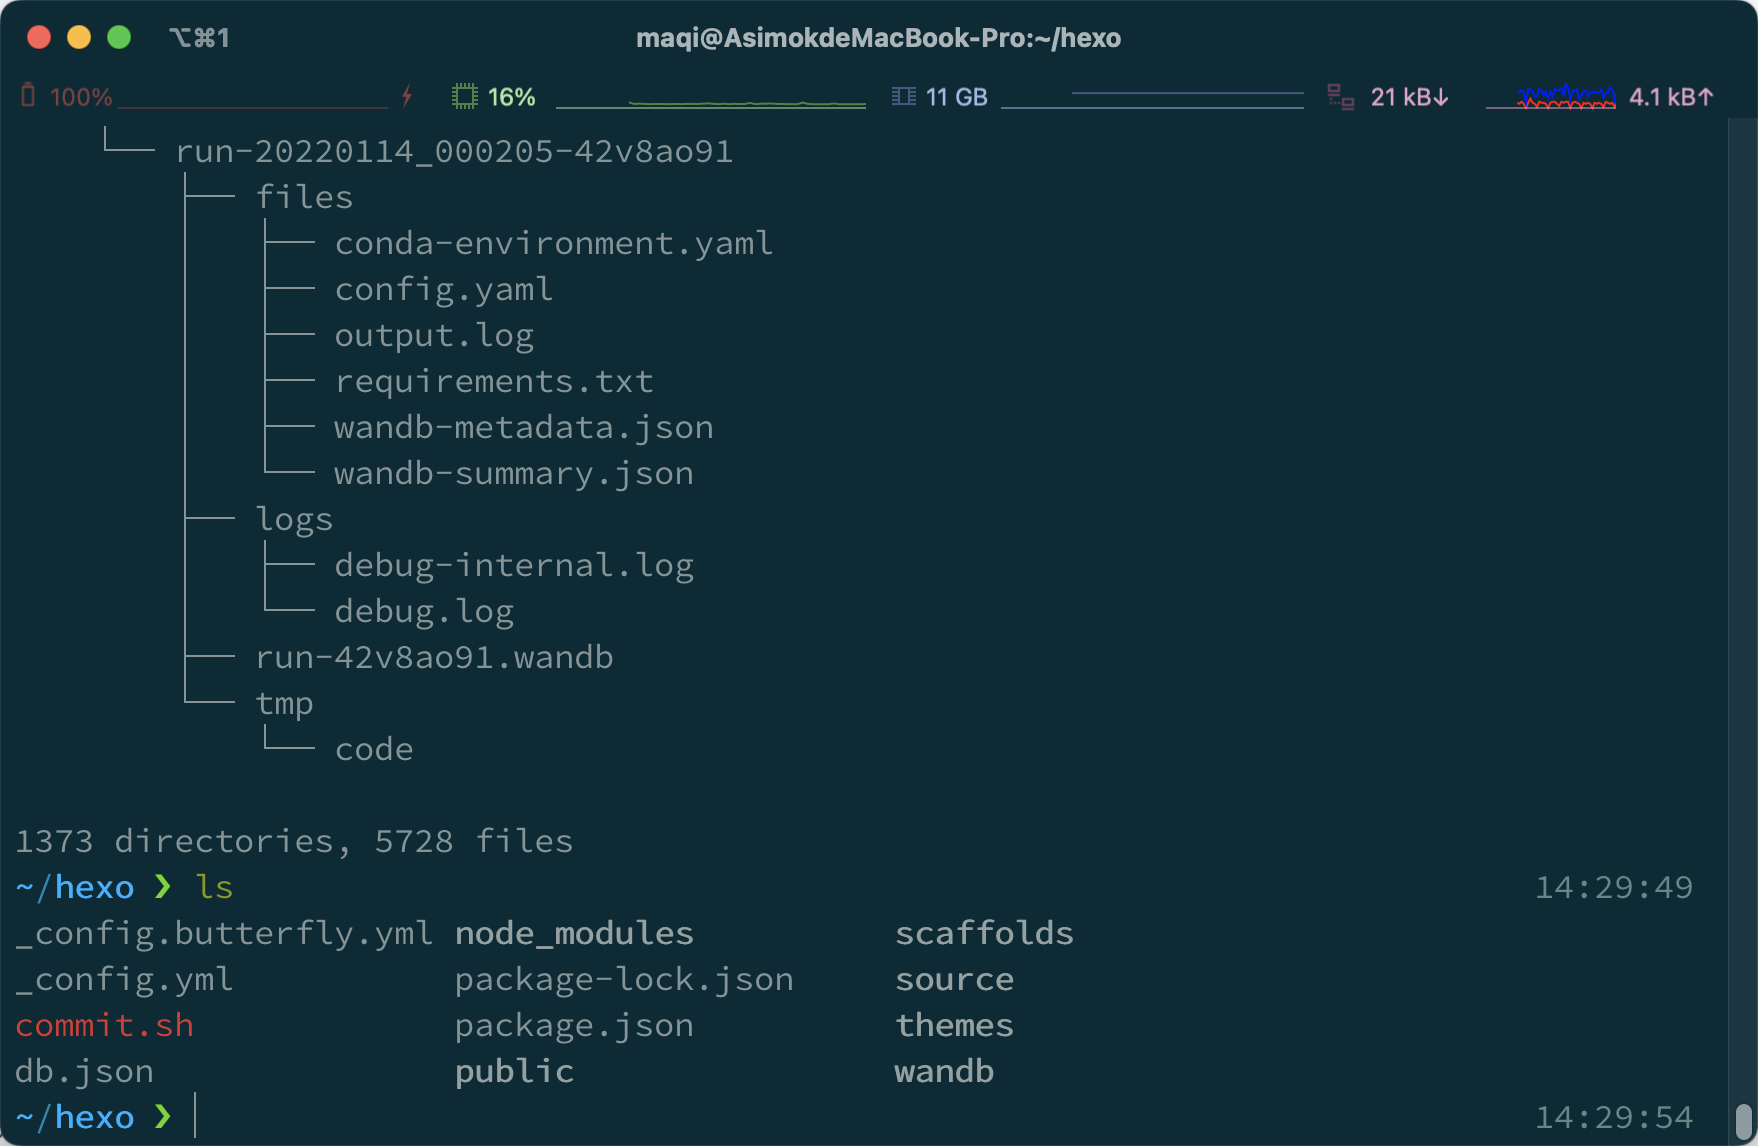 ⌥⌘1 maqi@AsimokdeMacBook-Pro:~/hexo
100% 16% 11 GB 21 kB↓ 4.1 kB↑
└── run-20220114_000205-42v8ao91
├── files
├── conda-environment.yaml
├── config.yaml
├── output.log
├── requirements.txt
├── wandb-metadata.json
└── wandb-summary.json
├── logs
├── debug-internal.log
└── debug.log
├── run-42v8ao91.wandb
└── tmp
└── code
1373 directories, 5728 files
~/hexo ❯ ls 14:29:49
_config.butterfly.yml node_modules scaffolds
_config.yml package-lock.json source
commit.sh package.json themes
db.json public wandb
~/hexo ❯ 14:29:54